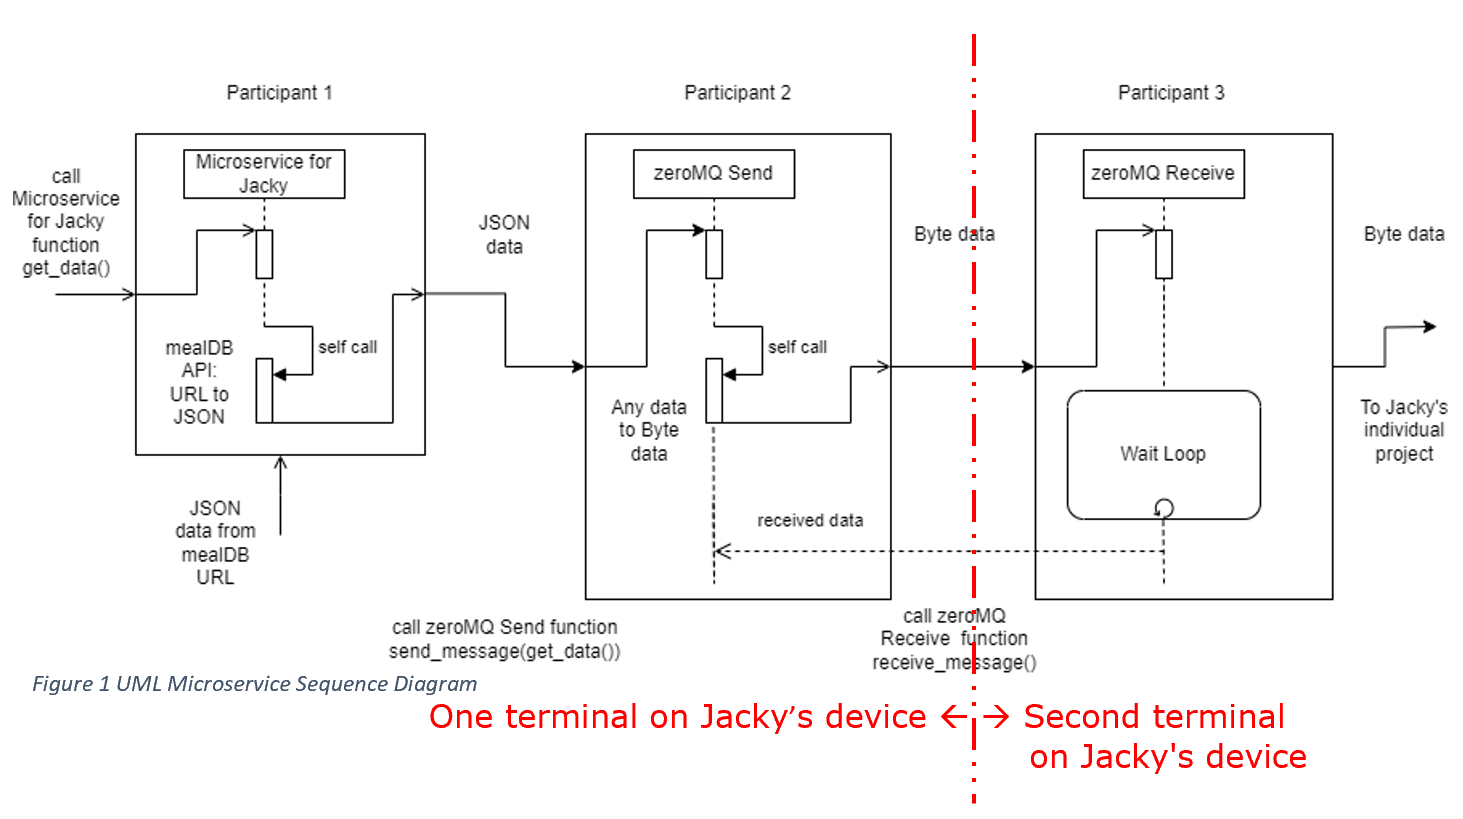 Participant 1
Participant 2
Participant 3
call
Microservice
for Jacky
function
get_data()
Microservice for
Jacky
self call
mealDB
API:
URL to
JSON
JSON
data from
mealDB
URL
JSON
data
zeroMQ Send
self call
Any data
to Byte
data
received data
Byte data
zeroMQ Receive
Wait Loop
Byte data
To Jacky's
individual
project
call zeroMQ Send function
send_message(get_data())
call zeroMQ
Receive function
receive_message()
Figure 1 UML Microservice Sequence Diagram
One terminal on Jacky’s device ← → Second terminal
on Jacky's device